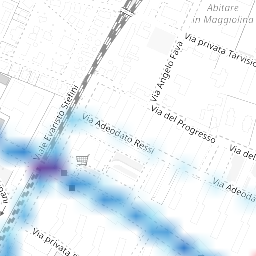 Abitare
in Maggiolina
Via privata Tarvisio
Via Angelo Fava
Viale Evaristo Stefini
Via del Progresso
Via Adeodato Ressi
Via del
Via Adeoda
Via privata